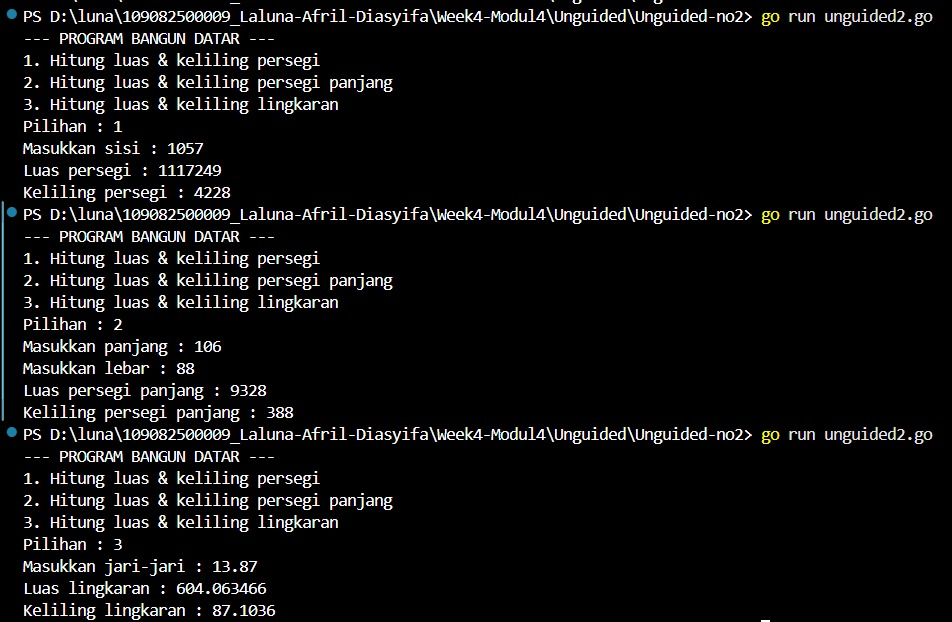 PS D:\luna\109082500009_Laluna-Afril-Diasyifa\Week4-Modul4\Unguided\Unguided-no2> go run unguided2.go
--- PROGRAM BANGUN DATAR ---
1. Hitung luas & keliling persegi
2. Hitung luas & keliling persegi panjang
3. Hitung luas & keliling lingkaran
Pilihan : 1
Masukkan sisi : 1057
Luas persegi : 1117249
Keliling persegi : 4228
PS D:\luna\109082500009_Laluna-Afril-Diasyifa\Week4-Modul4\Unguided\Unguided-no2> go run unguided2.go
--- PROGRAM BANGUN DATAR ---
1. Hitung luas & keliling persegi
2. Hitung luas & keliling persegi panjang
3. Hitung luas & keliling lingkaran
Pilihan : 2
Masukkan panjang : 106
Masukkan lebar : 88
Luas persegi panjang : 9328
Keliling persegi panjang : 388
PS D:\luna\109082500009_Laluna-Afril-Diasyifa\Week4-Modul4\Unguided\Unguided-no2> go run unguided2.go
--- PROGRAM BANGUN DATAR ---
1. Hitung luas & keliling persegi
2. Hitung luas & keliling persegi panjang
3. Hitung luas & keliling lingkaran
Pilihan : 3
Masukkan jari-jari : 13.87
Luas lingkaran : 604.063466
Keliling lingkaran : 87.1036